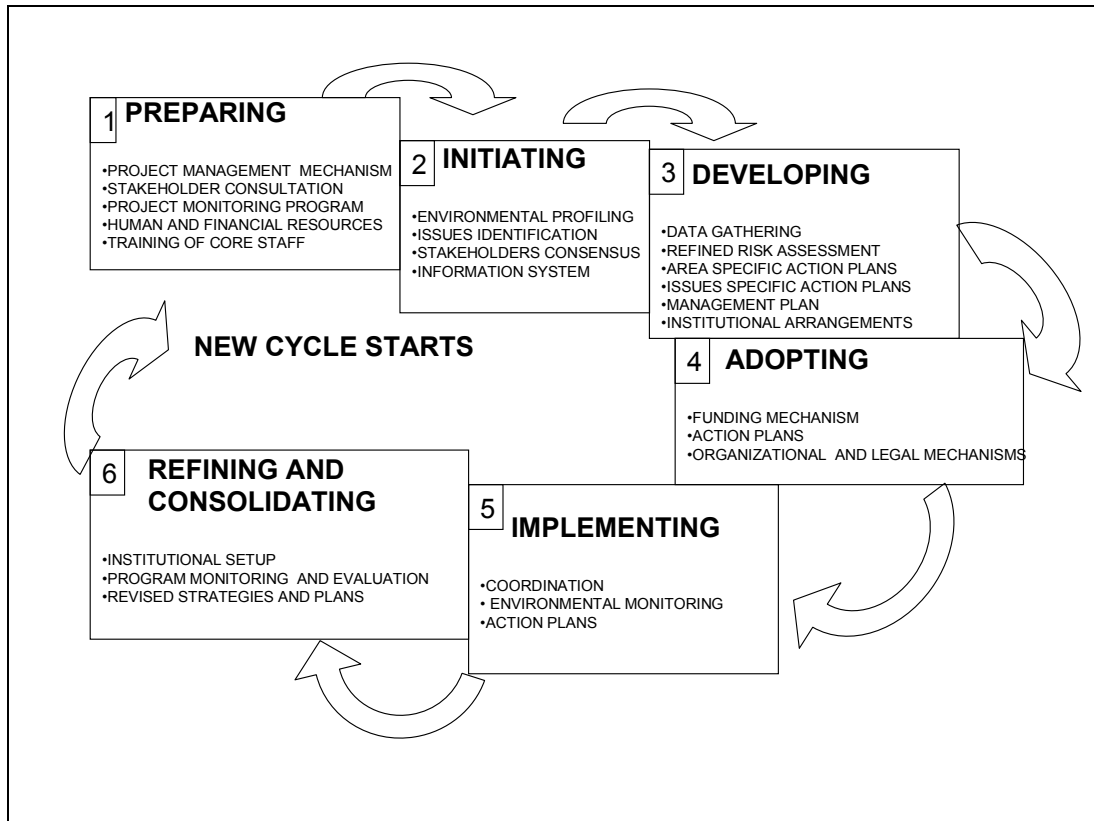 1
PREPARING
•PROJECT MANAGEMENT MECHANISM
•STAKEHOLDER CONSULTATION
•PROJECT MONITORING PROGRAM
•HUMAN AND FINANCIAL RESOURCES
•TRAINING OF CORE STAFF
2
INITIATING
•ENVIRONMENTAL PROFILING
•ISSUES IDENTIFICATION
•STAKEHOLDERS CONSENSUS
•INFORMATION SYSTEM
3
DEVELOPING
•DATA GATHERING
•REFINED RISK ASSESSMENT
•AREA SPECIFIC ACTION PLANS
•ISSUES SPECIFIC ACTION PLANS
•MANAGEMENT PLAN
•INSTITUTIONAL ARRANGEMENTS
4
ADOPTING
•FUNDING MECHANISM
•ACTION PLANS
•ORGANIZATIONAL AND LEGAL MECHANISMS
5
IMPLEMENTING
•COORDINATION
• ENVIRONMENTAL MONITORING
•ACTION PLANS
6
REFINING AND
CONSOLIDATING
•INSTITUTIONAL SETUP
•PROGRAM MONITORING AND EVALUATION
•REVISED STRATEGIES AND PLANS
NEW CYCLE STARTS